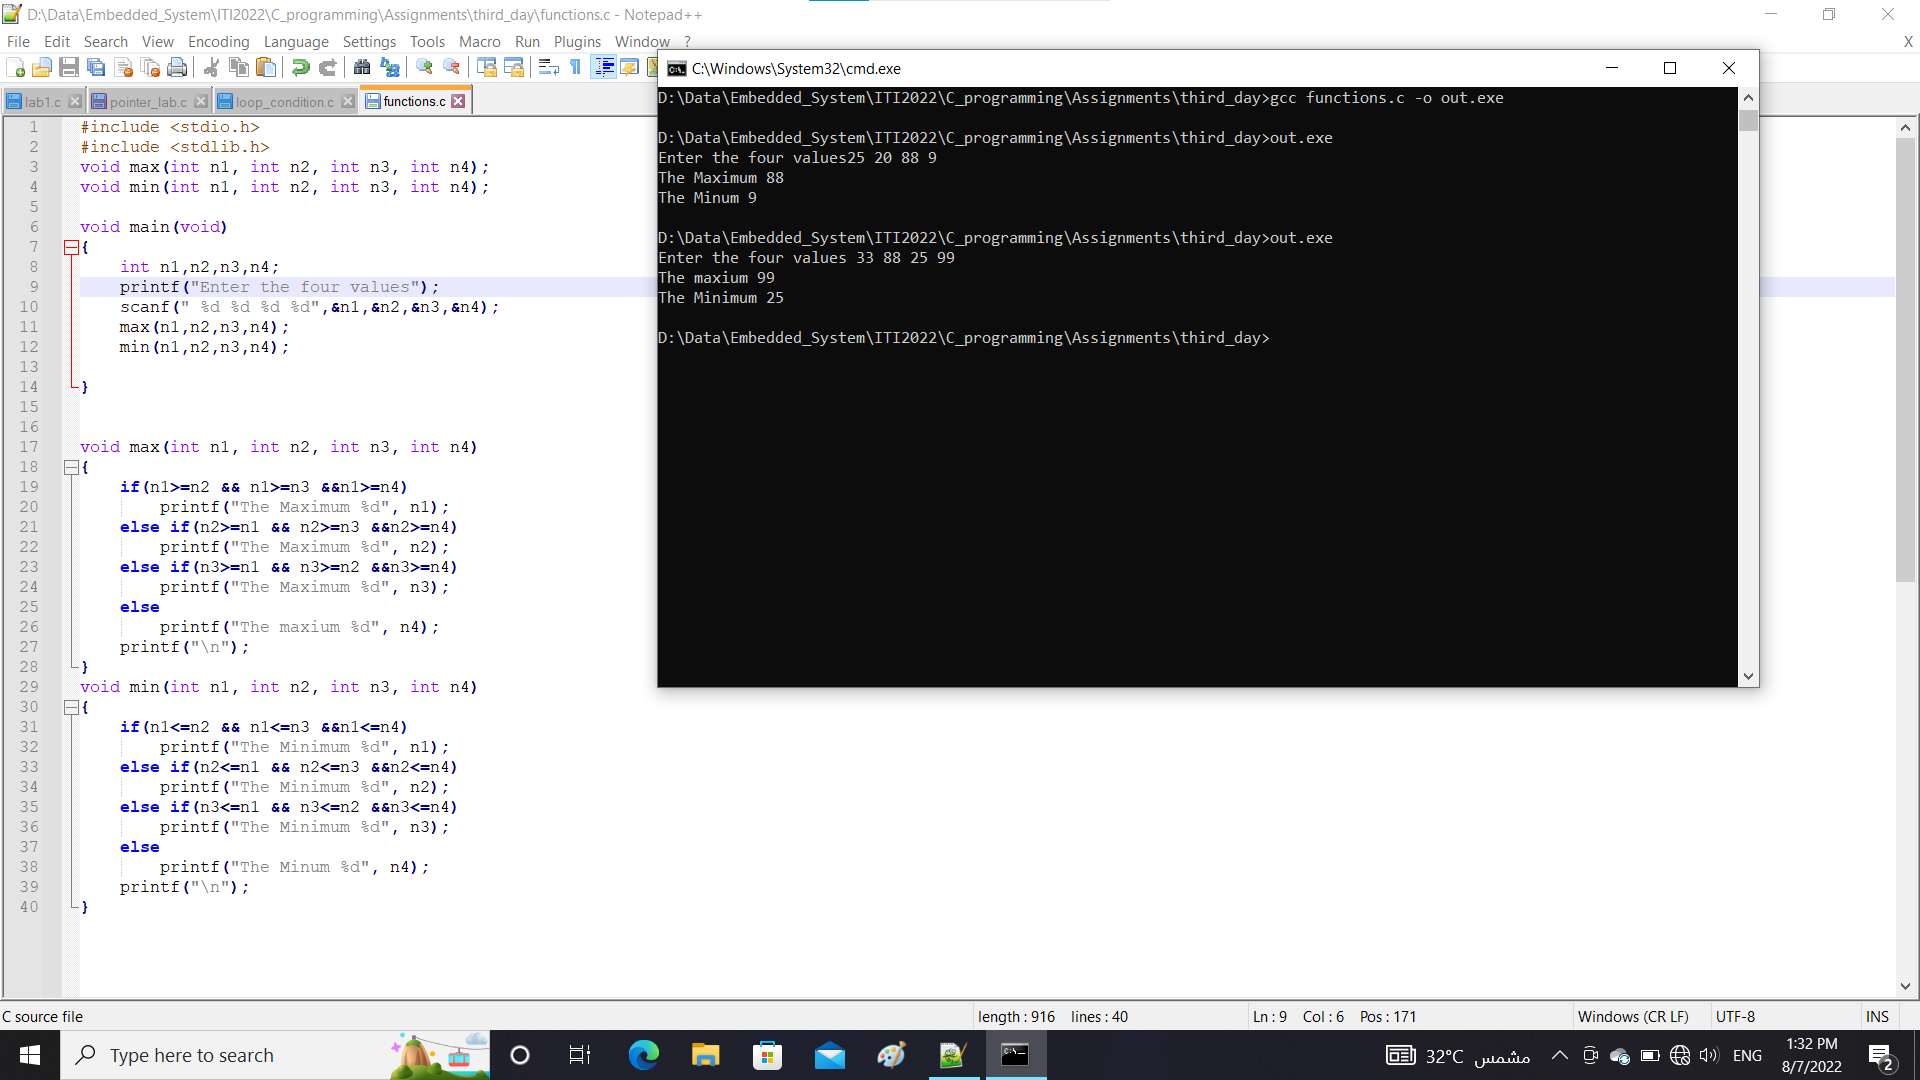 D:\Data\Embedded_System\ITI2022\C_programming\Assignments\third_day\functions.c - Notepad++
File Edit Search View Encoding Language Settings Tools Macro Run Plugins Window ? X
lab1.c pointer_lab.c loop_condition.c functions.c
1 #include <stdio.h>
2 #include <stdlib.h>
3 void max(int n1, int n2, int n3, int n4);
4 void min(int n1, int n2, int n3, int n4);
5
6 void main(void)
7 {
8 int n1,n2,n3,n4;
9 printf("Enter the four values");
10 scanf(" %d %d %d %d",&n1,&n2,&n3,&n4);
11 max(n1,n2,n3,n4);
12 min(n1,n2,n3,n4);
13
14 }
15
16
17 void max(int n1, int n2, int n3, int n4)
18 {
19 if(n1>=n2 && n1>=n3 &&n1>=n4)
20 printf("The Maximum %d", n1);
21 else if(n2>=n1 && n2>=n3 &&n2>=n4)
22 printf("The Maximum %d", n2);
23 else if(n3>=n1 && n3>=n2 &&n3>=n4)
24 printf("The Maximum %d", n3);
25 else
26 printf("The maxium %d", n4);
27 printf("\n");
28 }
29 void min(int n1, int n2, int n3, int n4)
30 {
31 if(n1<=n2 && n1<=n3 &&n1<=n4)
32 printf("The Minimum %d", n1);
33 else if(n2<=n1 && n2<=n3 &&n2<=n4)
34 printf("The Minimum %d", n2);
35 else if(n3<=n1 && n3<=n2 &&n3<=n4)
36 printf("The Minimum %d", n3);
37 else
38 printf("The Minum %d", n4);
39 printf("\n");
40 }
C:\Windows\System32\cmd.exe
D:\Data\Embedded_System\ITI2022\C_programming\Assignments\third_day>gcc functions.c -o out.exe
D:\Data\Embedded_System\ITI2022\C_programming\Assignments\third_day>out.exe
Enter the four values25 20 88 9
The Maximum 88
The Minum 9
D:\Data\Embedded_System\ITI2022\C_programming\Assignments\third_day>out.exe
Enter the four values 33 88 25 99
The maxium 99
The Minimum 25
D:\Data\Embedded_System\ITI2022\C_programming\Assignments\third_day>
C source file length : 916 lines : 40 Ln : 9 Col : 6 Pos : 171 Windows (CR LF) UTF-8 INS
Type here to search 32°C مشمس ENG 1:32 PM
8/7/2022 2